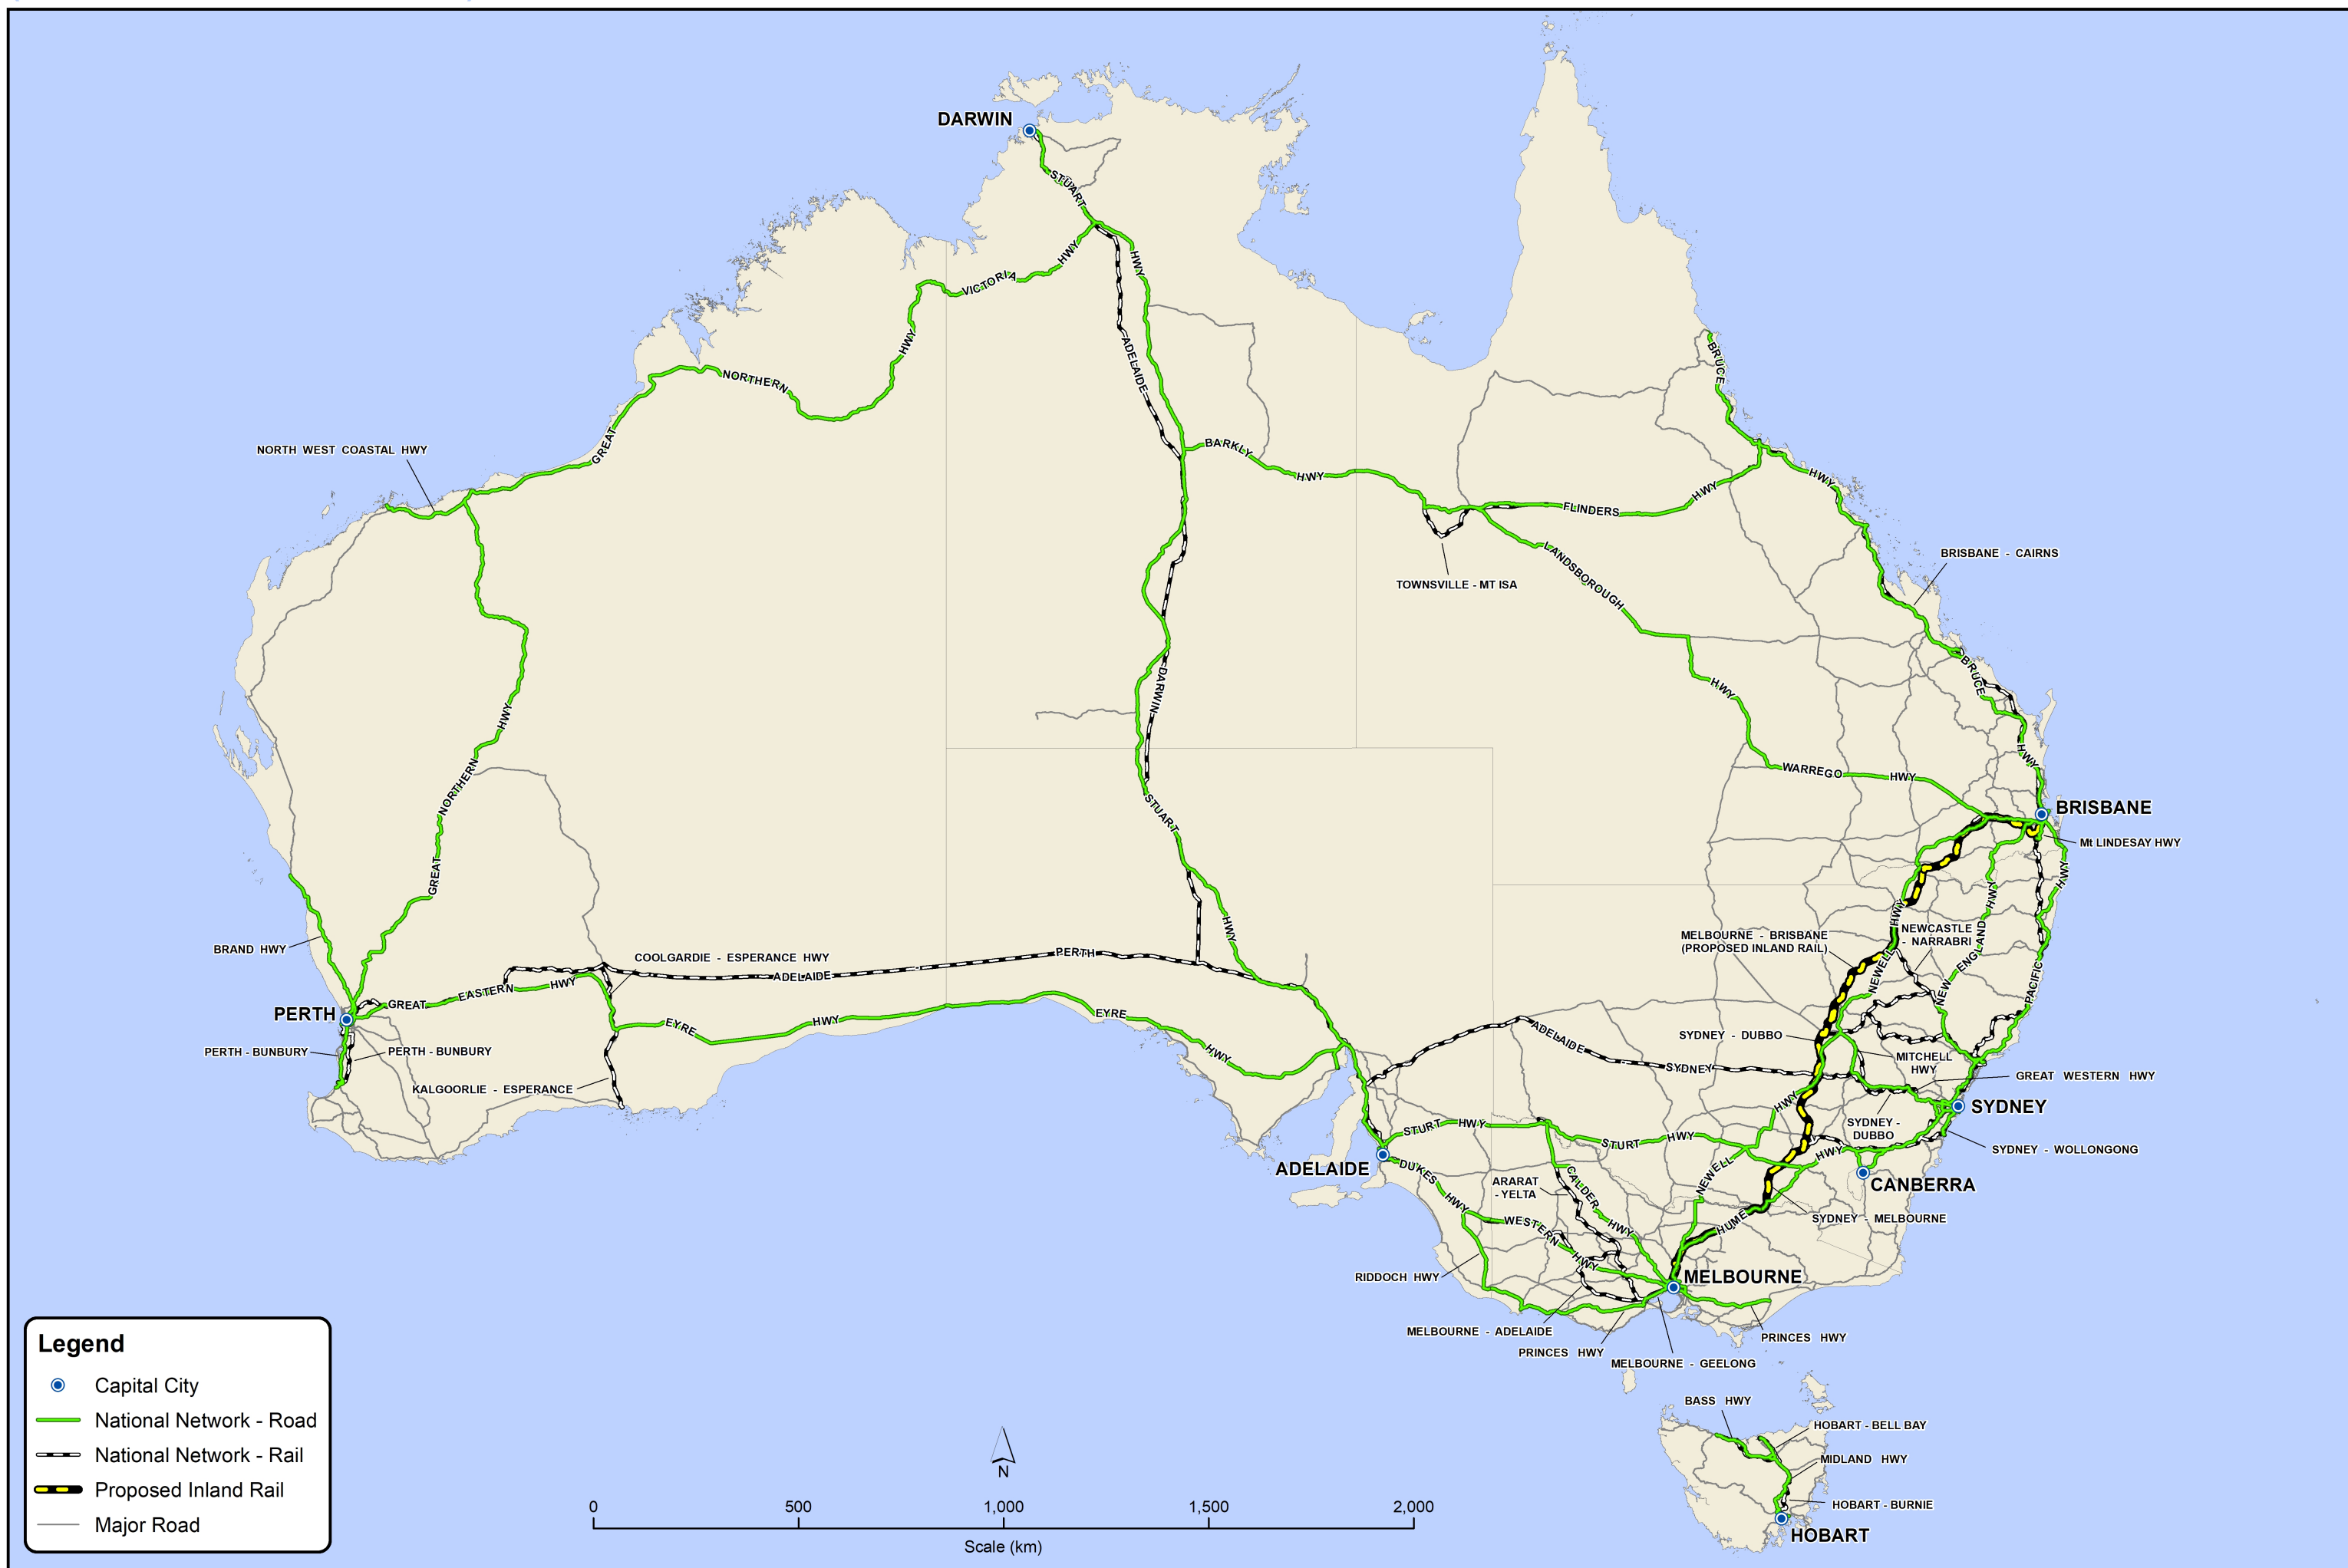 DARWIN
STUART
HWY
VICTORIA
HWY
HWY
ADELAIDE
NORTHERN
GREAT
BRUCE
NORTH WEST COASTAL HWY
BARKLY
HWY
HWY
HWY
FLINDERS
LANDSBOROUGH
BRISBANE - CAIRNS
TOWNSVILLE - MT ISA
BRUCE
DARWIN
HWY
HWY
HWY
NORTHERN
WARREGO
HWY
STUART
BRISBANE
Mt LINDESAY HWY
GREAT
HWY
HWY
HWY
HWY
NEWCASTLE
- NARRABRI
MELBOURNE - BRISBANE
(PROPOSED INLAND RAIL)
NEWELL
NEW
ENGLAND
PACIFIC
BRAND HWY
COOLGARDIE - ESPERANCE HWY
PERTH
ADELAIDE
GREAT
EASTERN
HWY
PERTH
EYRE
HWY
EYRE
HWY
ADELAIDE
SYDNEY
SYDNEY - DUBBO
PERTH - BUNBURY
PERTH - BUNBURY
MITCHELL
HWY
KALGOORLIE - ESPERANCE
GREAT WESTERN HWY
HWY
SYDNEY
SYDNEY -
DUBBO
STURT
HWY
STURT
HWY
SYDNEY - WOLLONGONG
HWY
ADELAIDE
DUKES
HWY
ARARAT
- YELTA
CALDER
HWY
NEWELL
CANBERRA
SYDNEY - MELBOURNE
HUME
WESTERN
HWY
RIDDOCH HWY
MELBOURNE
MELBOURNE - ADELAIDE
PRINCES HWY
PRINCES HWY
MELBOURNE - GEELONG
BASS HWY
HOBART - BELL BAY
MIDLAND HWY
HOBART - BURNIE
HOBART
Legend
Capital City
National Network - Road
National Network - Rail
Proposed Inland Rail
Major Road
N
0 500 1,000 1,500 2,000
Scale (km)